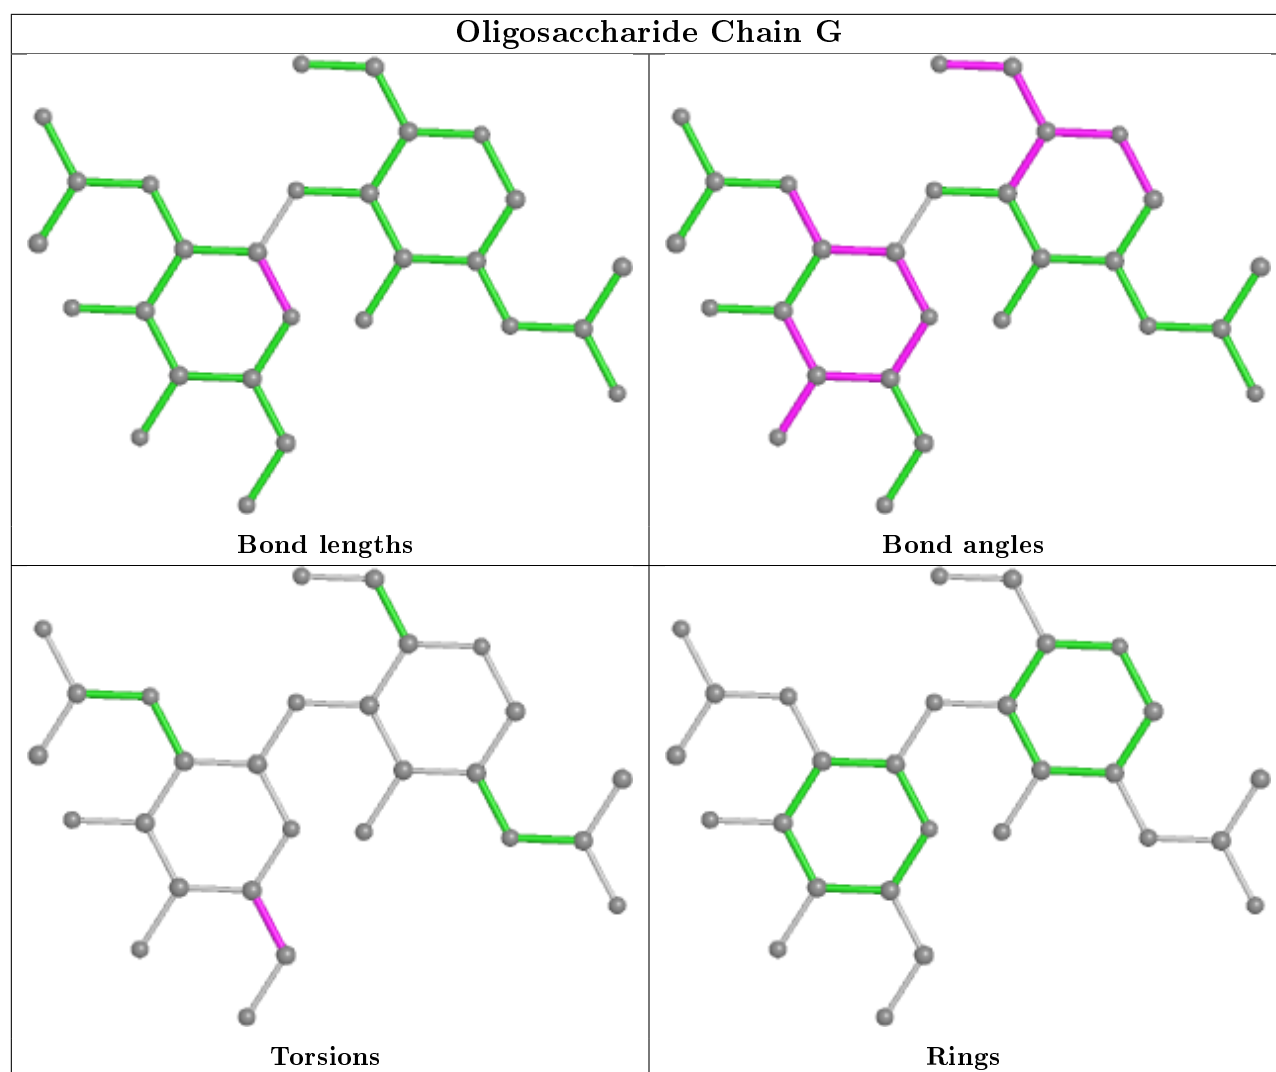 Oligosaccharide Chain G
Bond lengths
Bond angles
Torsions
Rings